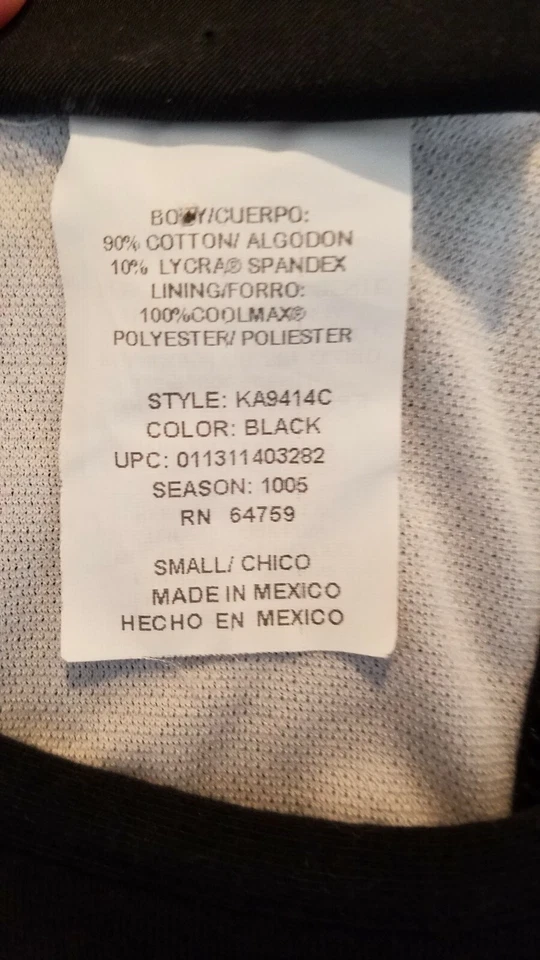 BODY/CUERPO:
90% COTTON/ ALGODON
10% LYCRA® SPANDEX
LINING/FORRO:
100%COOLMAX®
POLYESTER/ POLIESTER
STYLE: KA9414C
COLOR: BLACK
UPC: 011311403282
SEASON: 1005
RN 64759
SMALL/ CHICO
MADE IN MEXICO
HECHO EN MEXICO